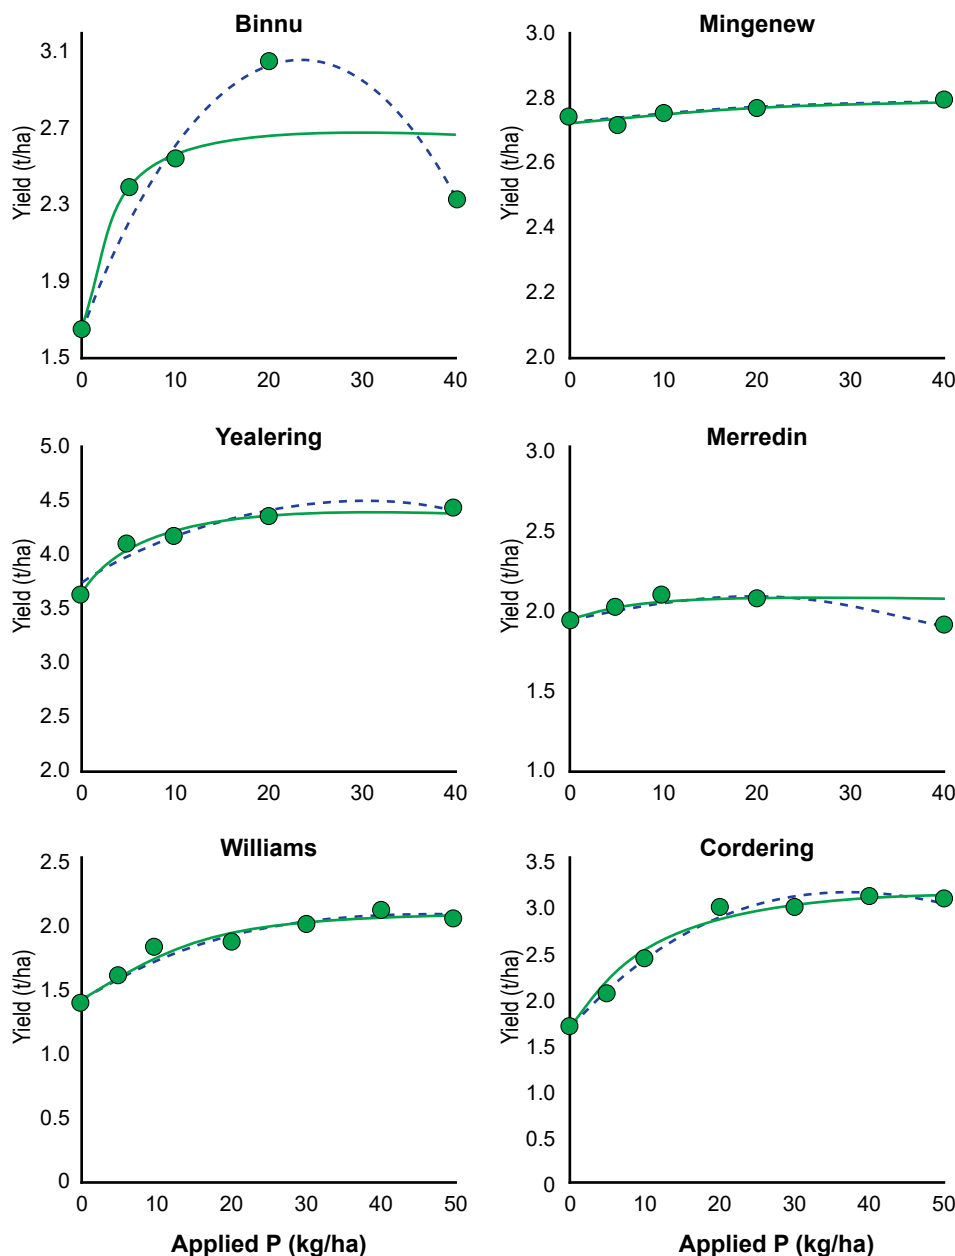 Binnu
Yield (t/ha)
3.1
2.7
2.3
1.9
1.5
0 10 20 30 40
Mingenew
Yield (t/ha)
3.0
2.8
2.6
2.4
2.2
2.0
0 10 20 30 40
Yealering
Yield (t/ha)
5.0
4.5
4.0
3.5
3.0
2.5
2.0
0 10 20 30 40
Merredin
Yield (t/ha)
3.0
2.5
2.0
1.5
1.0
0 10 20 30 40
Williams
Yield (t/ha)
2.5
2.0
1.5
1.0
0.5
0
0 10 20 30 40 50
Applied P (kg/ha)
Cordering
Yield (t/ha)
3.5
3.0
2.5
2.0
1.5
1.0
0.5
0
0 10 20 30 40 50
Applied P (kg/ha)